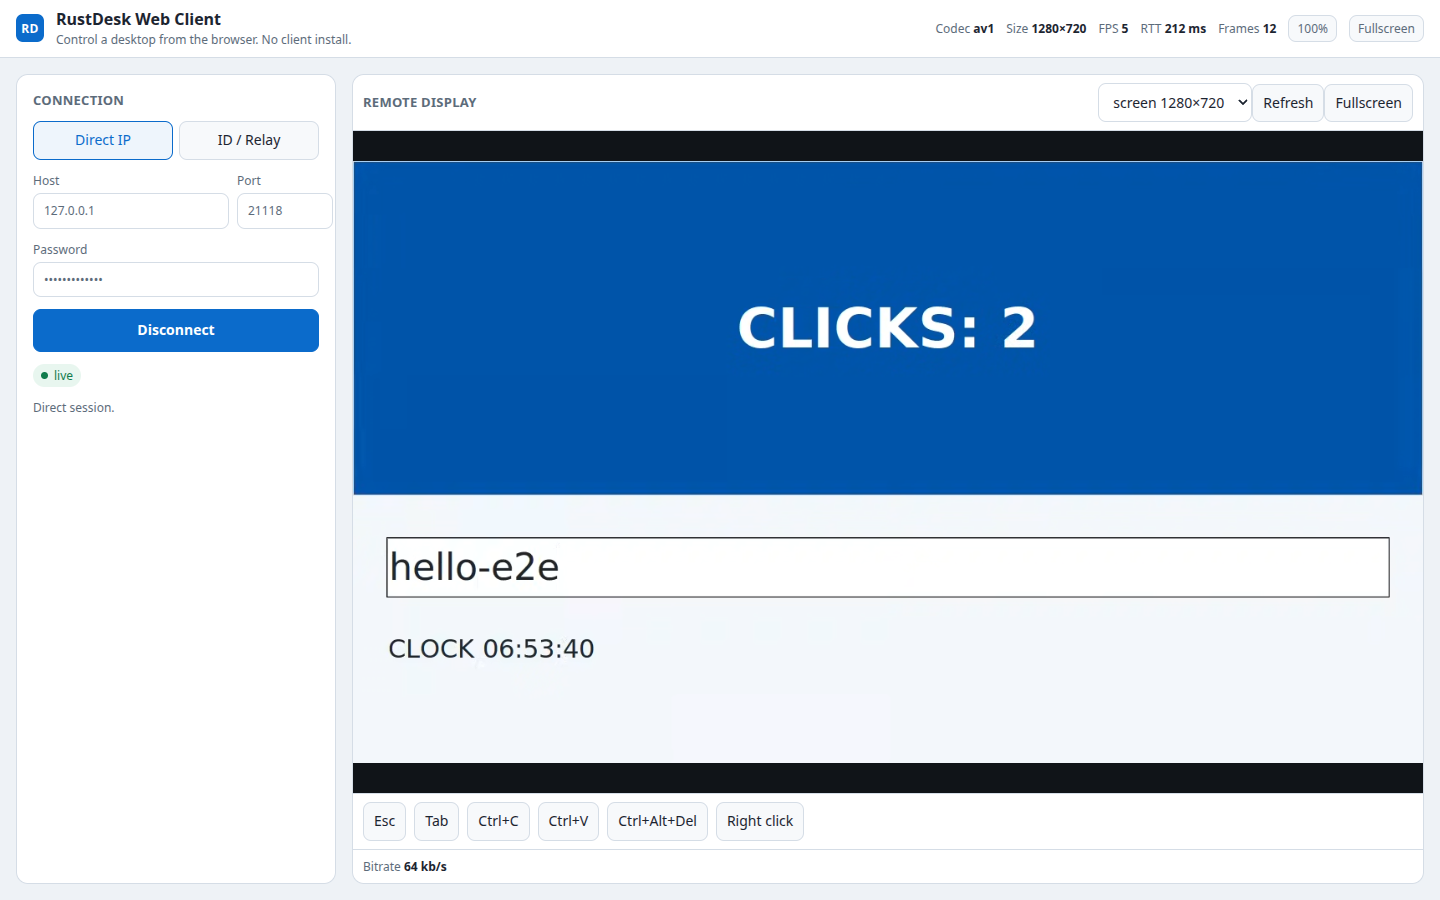 RD
RustDesk Web Client
Control a desktop from the browser. No client install.
Codec av1 Size 1280×720 FPS 5 RTT 212 ms Frames 12 100% Fullscreen
CONNECTION
Direct IP
ID / Relay
Host
Port
127.0.0.1
21118
Password
•••••••••••••
Disconnect
live
Direct session.
REMOTE DISPLAY
screen 1280×720
Refresh
Fullscreen
CLICKS: 2
hello-e2e
CLOCK 06:53:40
Esc
Tab
Ctrl+C
Ctrl+V
Ctrl+Alt+Del
Right click
Bitrate 64 kb/s